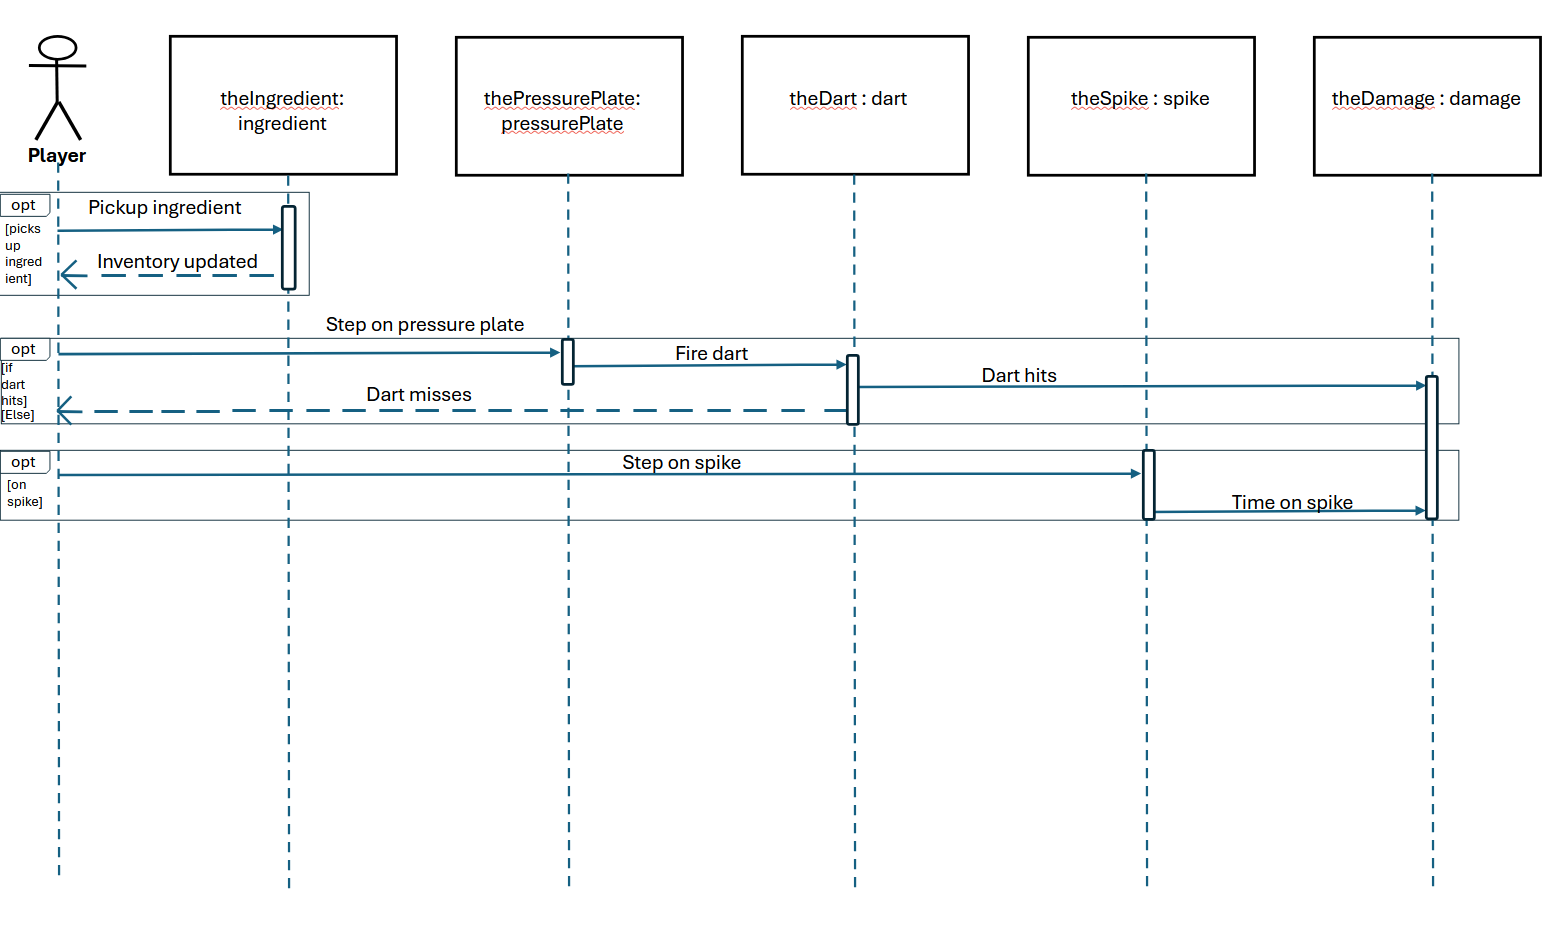 Player
theIngredient:
ingredient
thePressurePlate:
pressurePlate
theDart : dart
theSpike : spike
theDamage : damage
opt
[picks
up
ingred
ient]
Pickup ingredient
Inventory updated
Step on pressure plate
opt
[if
dart
hits]
[Else]
Fire dart
Dart hits
Dart misses
opt
[on
spike]
Step on spike
Time on spike